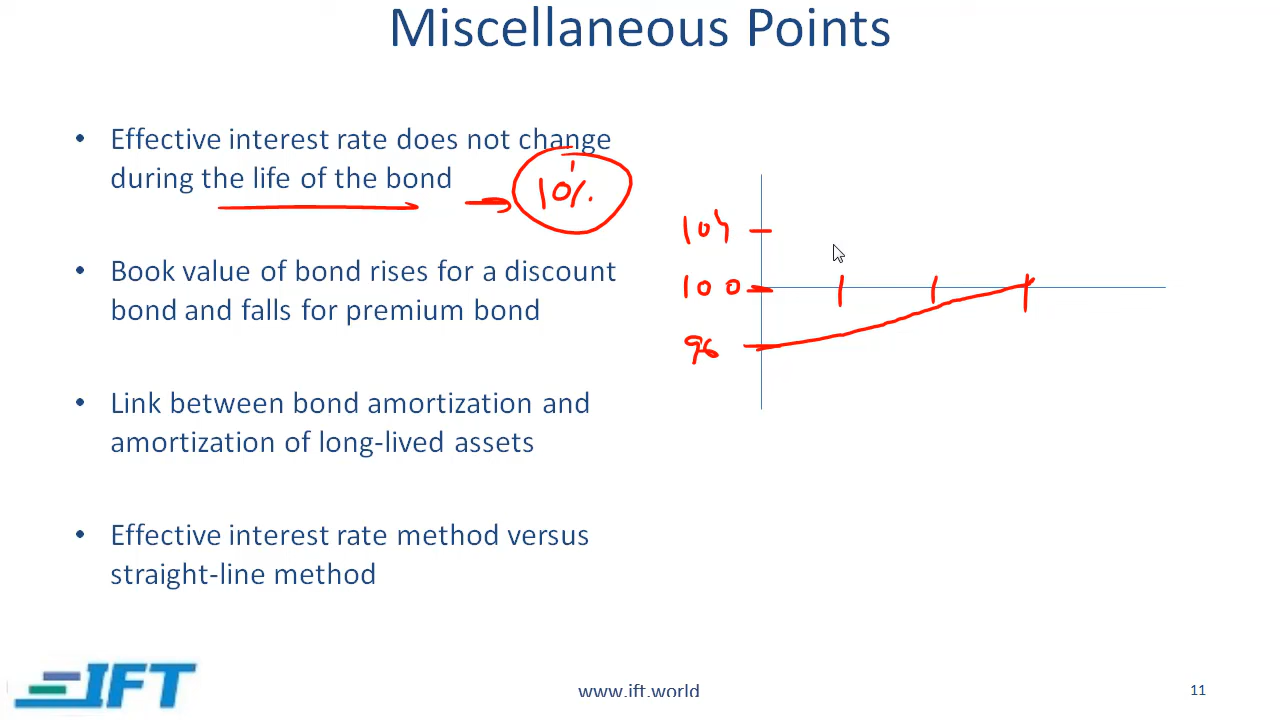 Miscellaneous Points
• Effective interest rate does not change
during the life of the bond
10%
• Book value of bond rises for a discount
bond and falls for premium bond
• Link between bond amortization and
amortization of long-lived assets
• Effective interest rate method versus
straight-line method
104
100
96
IFT
www.ift.world
11